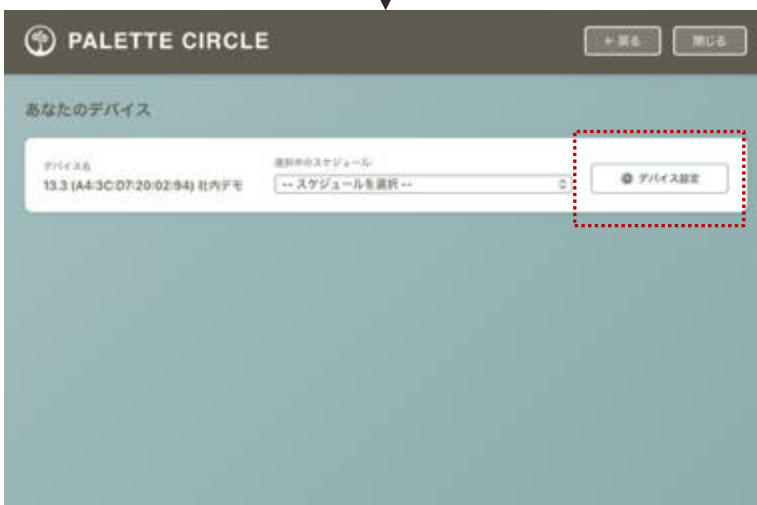 PALETTE CIRCLE
← 戻る
閉じる
あなたのデバイス
デバイス名
選択中のスケジュール:
13.3 (A4:3C:D7:20:02:94) 社内デモ
-- スケジュールを選択 --
デバイス設定